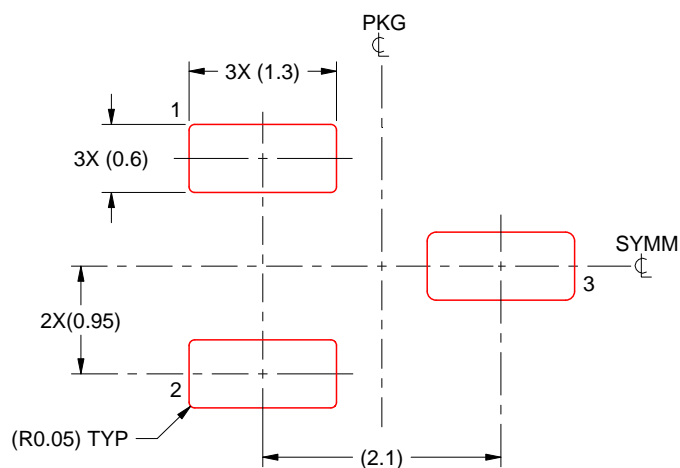 PKG
℄
3X (1.3)
1
3X (0.6)
SYMM
℄
3
2X(0.95)
2
(R0.05) TYP
(2.1)